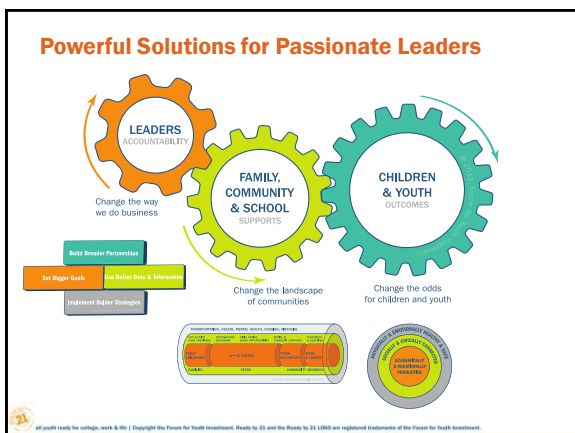 Powerful Solutions for Passionate Leaders
LEADERS
ACCOUNTABILITY
FAMILY,
COMMUNITY
& SCHOOL
SUPPORTS
CHILDREN
& YOUTH
OUTCOMES
Change the way
we do business
Build Broader Partnerships
Set Bigger Goals
Use Better Data & Information
Implement Bolder Strategies
Change the landscape
of communities
Change the odds
for children and youth
TRANSPORTATION, HEALTH, MENTAL HEALTH, HOUSING, FINANCIAL
FAMILIES
PEERS
COMMUNITY MEMBERS
PHYSICALLY & EMOTIONALLY HEALTHY & SAFE
SOCIALLY & CIVICALLY CONNECTED
ACADEMICALLY
& VOCATIONALLY
PRODUCTIVE
21
all youth ready for college, work & life | Copyright the Forum for Youth Investment. Ready by 21 and the Ready by 21 LOGO are registered trademarks of the Forum for Youth Investment.